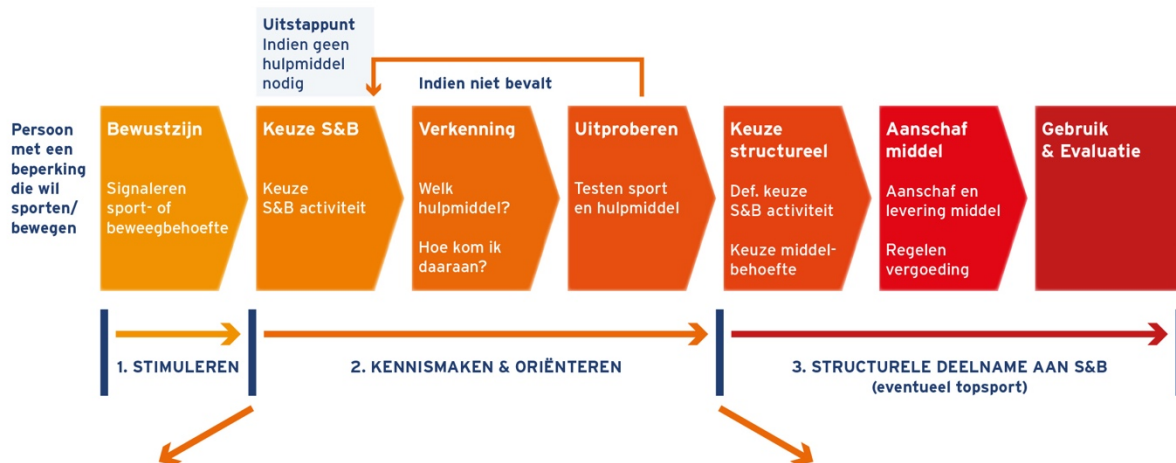 Uitstappunt
Indien geen
hulpmiddel
nodig
Indien niet bevalt
Persoon
met een
beperking
die wil
sporten/
bewegen
Bewustzijn
Signaleren
sport- of
beweegbehoefte
Keuze S&B
Keuze
S&B activiteit
Verkenning
Welk
hulpmiddel?
Hoe kom ik
daaraan?
Uitproberen
Testen sport
en hulpmiddel
Keuze
structureel
Def. keuze
S&B activiteit
Keuze middel-
behoefte
Aanschaf
middel
Aanschaf en
levering middel
Regelen
vergoeding
Gebruik
& Evaluatie
1. STIMULEREN
2. KENNISMAKEN & ORIËNTEREN
3. STRUCTURELE DEELNAME AAN S&B
(eventueel topsport)